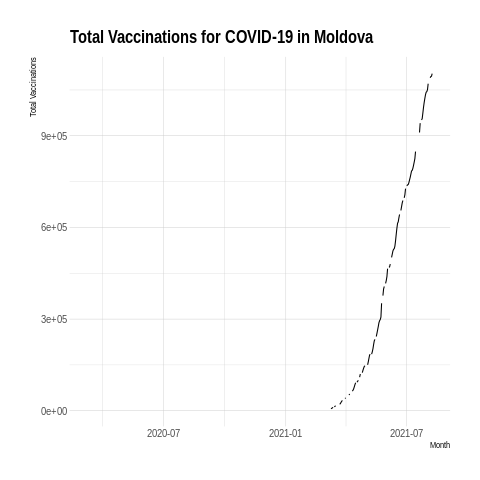 Total Vaccinations for COVID-19 in Moldova
Total Vaccinations
9e+05
6e+05
3e+05
0e+00
2020-07
2021-01
2021-07
Month